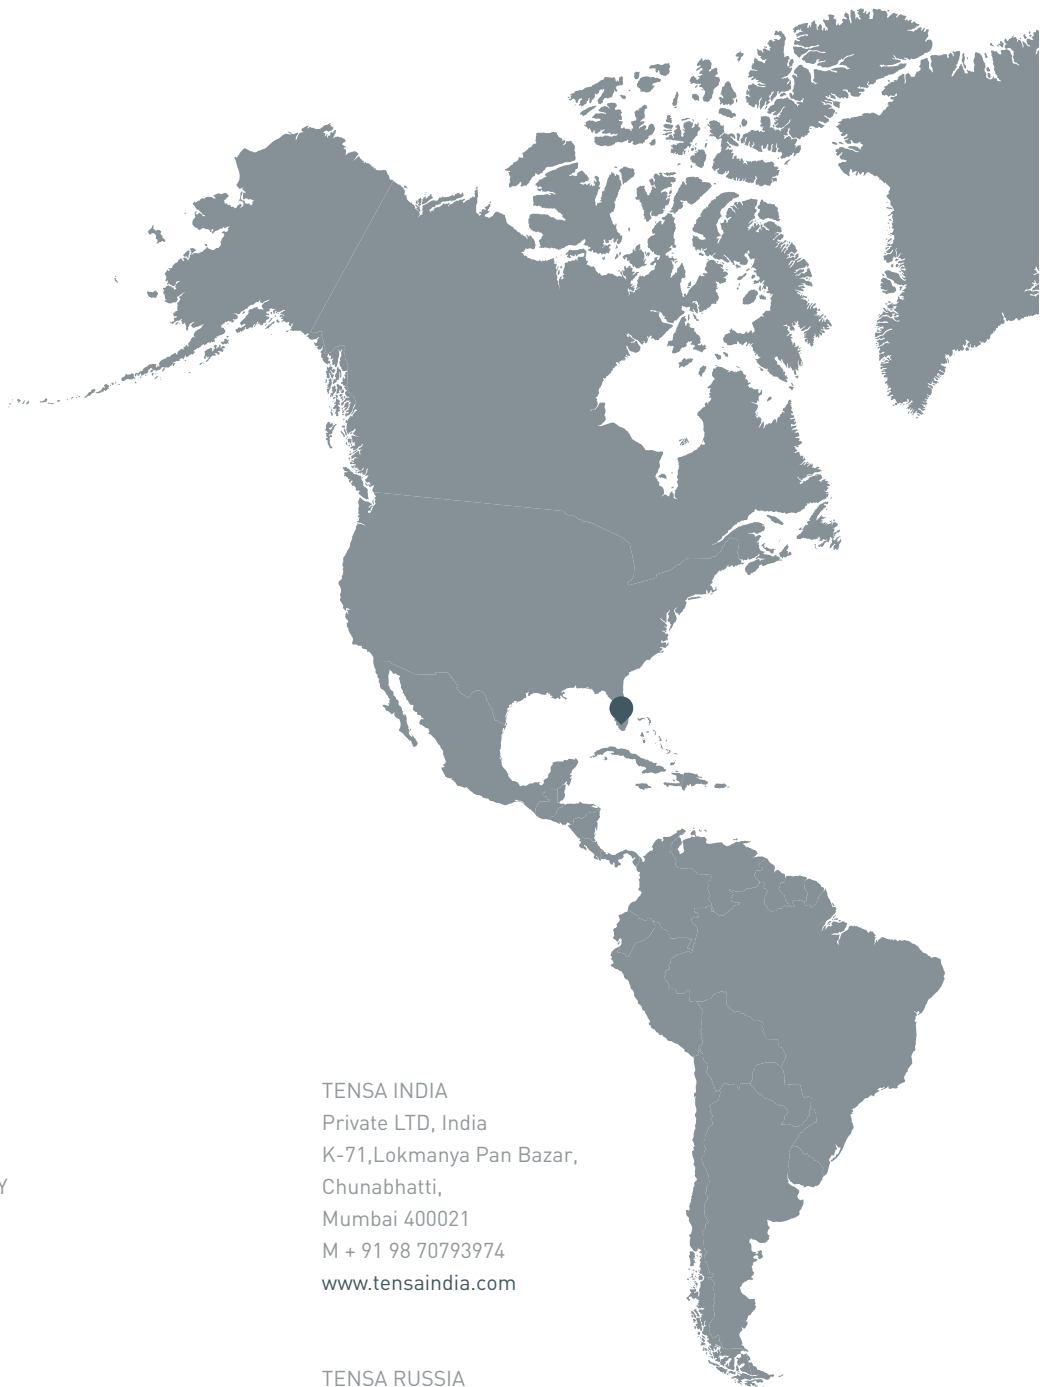 TENSA INDIA
Private LTD, India
K-71,Lokmanya Pan Bazar,
Chunabhatti,
Y
Mumbai 400021
M + 91 98 70793974
www.tensaindia.com
TENSA RUSSIA